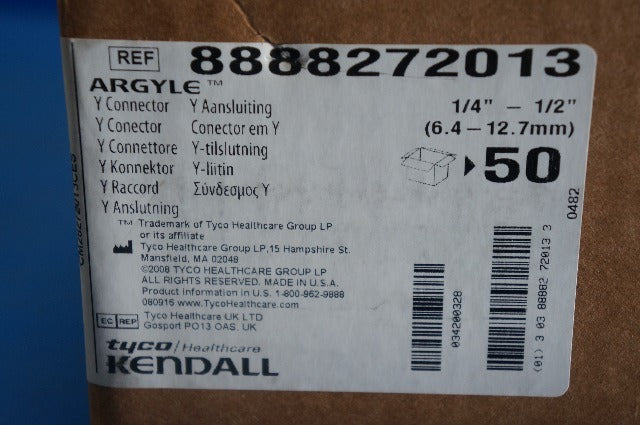 REF 8888272013
ARGYLE™
Y Connector Y Aansluiting 1/4" – 1/2"
Y Conector Conector em Y (6.4 – 12.7mm)
Y Connettore Y-tilslutning
Y Konnektor Y-liitin 50
Y Raccord Σύνδεσμος Y
Y Anslutning
™ Trademark of Tyco Healthcare Group LP
or its affiliate
Tyco Healthcare Group LP,15 Hampshire St.
Mansfield, MA 02048
©2008 TYCO HEALTHCARE GROUP LP
ALL RIGHTS RESERVED. MADE IN U.S.A.
Product Information in U.S. 1-800-962-9888
080916 www.TycoHealthcare.com
EC REP Tyco Healthcare UK LTD
Gosport PO13 OAS, UK
tyco / Healthcare
KENDALL
034200328
(01) 3 03 88882 72013 3
0482